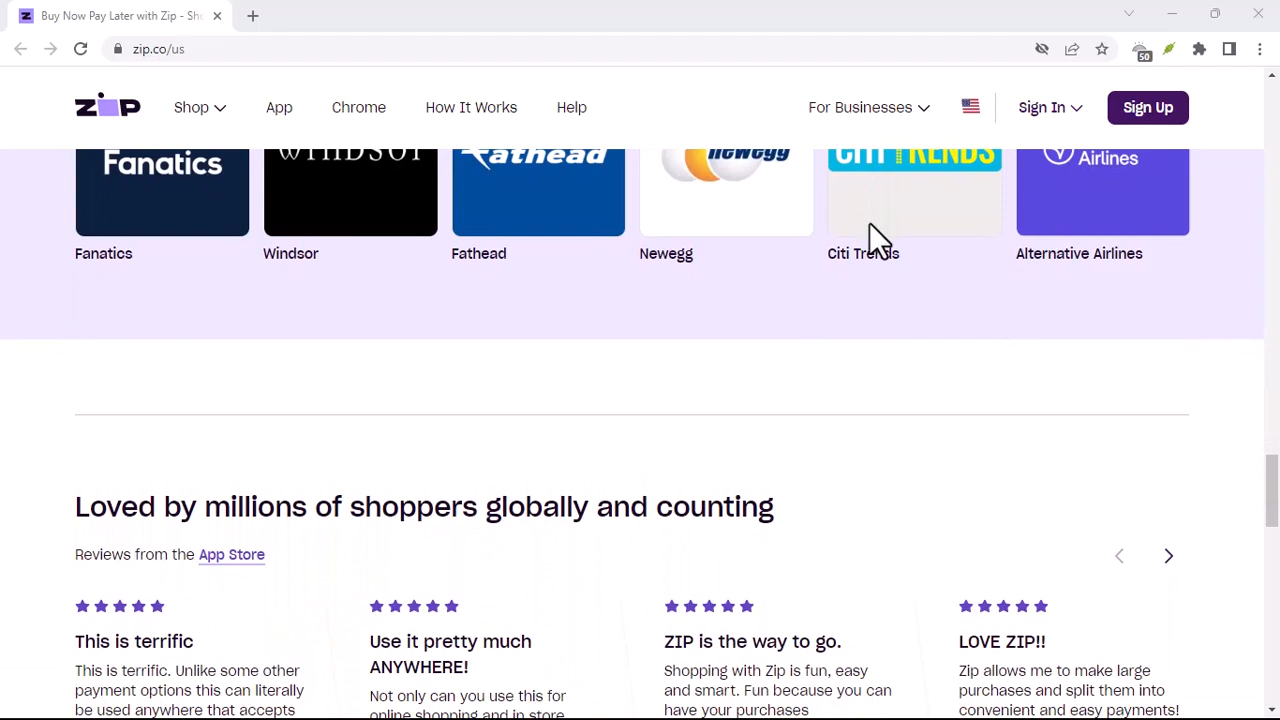 Buy Now Pay Later with Zip - Sh
zip.co/us
50
ZIP
Shop
App
Chrome
How It Works
Help
For Businesses
Sign In
Sign Up
Fanatics
WINDSOR
Fathead
newegg
CITI TRENDS
Airlines
Fanatics
Windsor
Fathead
Newegg
Citi Trends
Alternative Airlines
Loved by millions of shoppers globally and counting
Reviews from the App Store
This is terrific
This is terrific. Unlike some other
payment options this can literally
be used anywhere that accepts
Use it pretty much
ANYWHERE!
Not only can you use this for
online shopping and in store
ZIP is the way to go.
Shopping with Zip is fun, easy
and smart. Fun because you can
have your purchases
LOVE ZIP!!
Zip allows me to make large
purchases and split them into
convenient and easy payments!